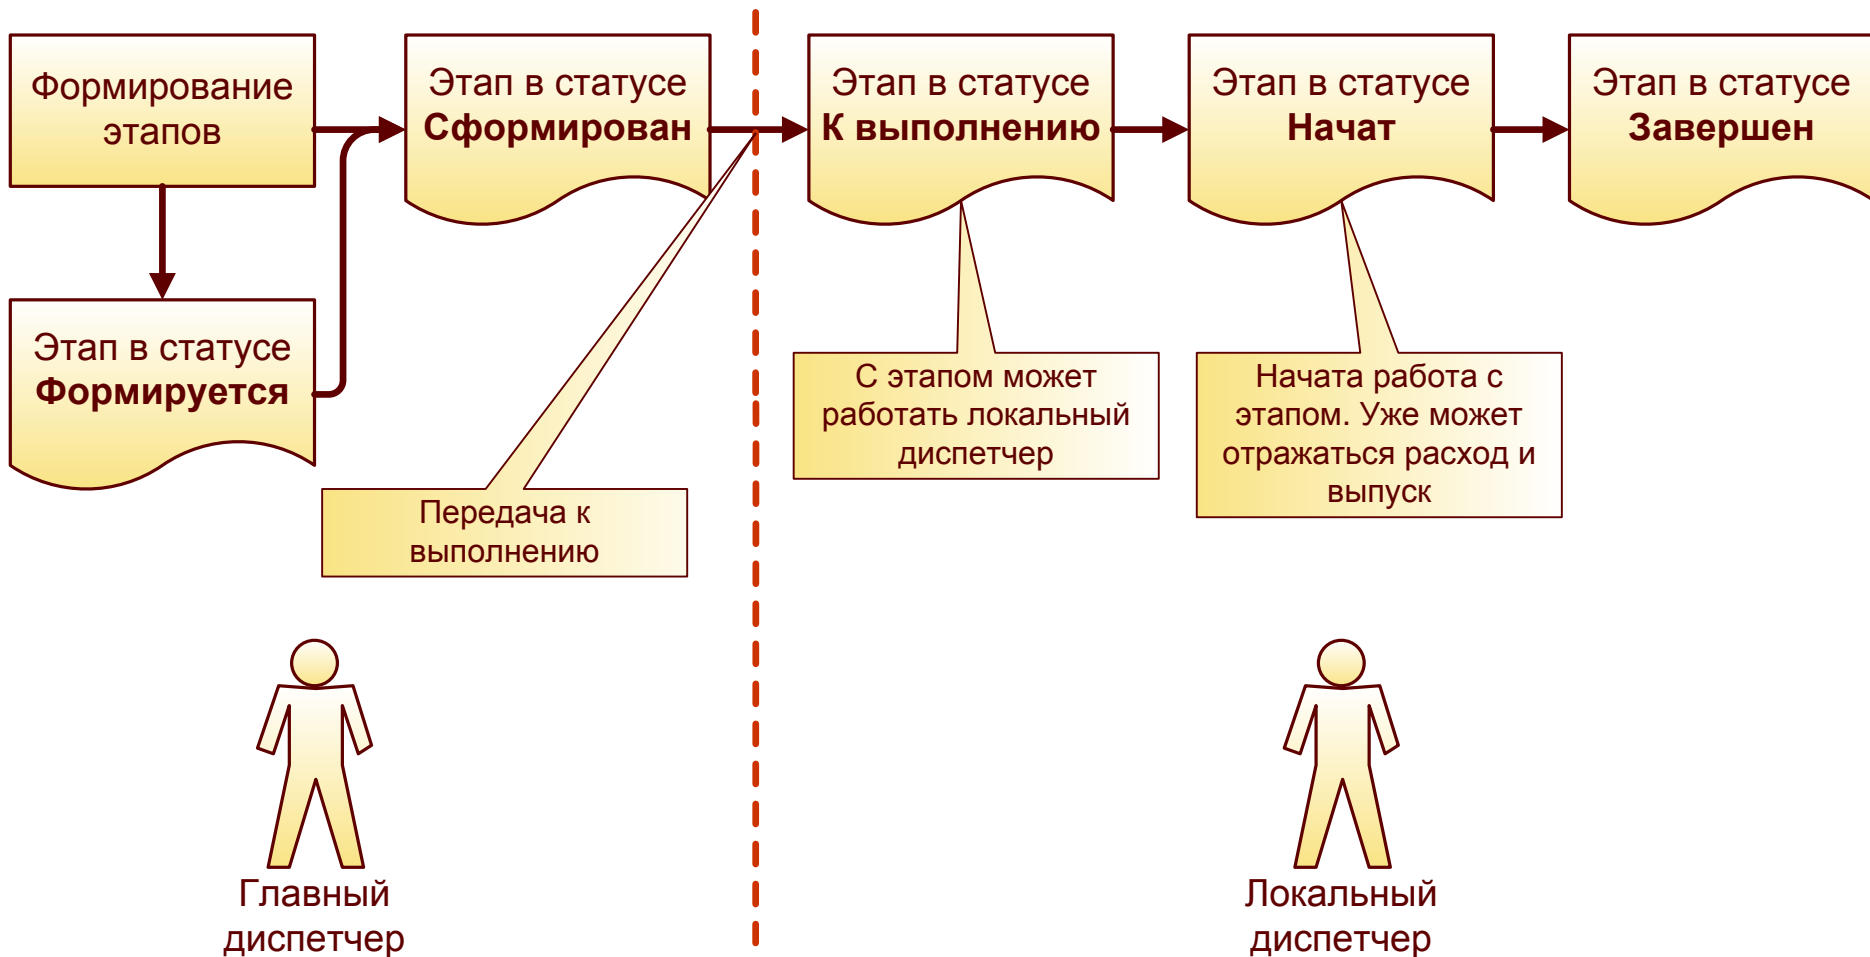 Формирование
этапов
Этап в статусе
Сформирован
Этап в статусе
К выполнению
Этап в статусе
Начат
Этап в статусе
Завершен
Этап в статусе
Формируется
Передача к
выполнению
С этапом может
работать локальный
диспетчер
Начата работа с
этапом. Уже может
отражаться расход и
выпуск
Главный
диспетчер
Локальный
диспетчер